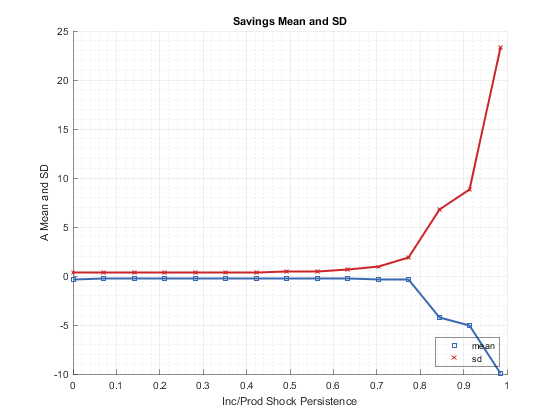 Savings Mean and SD
A Mean and SD
25
20
15
10
5
0
-5
-10
0 0.1 0.2 0.3 0.4 0.5 0.6 0.7 0.8 0.9 1
Inc/Prod Shock Persistence
mean
sd